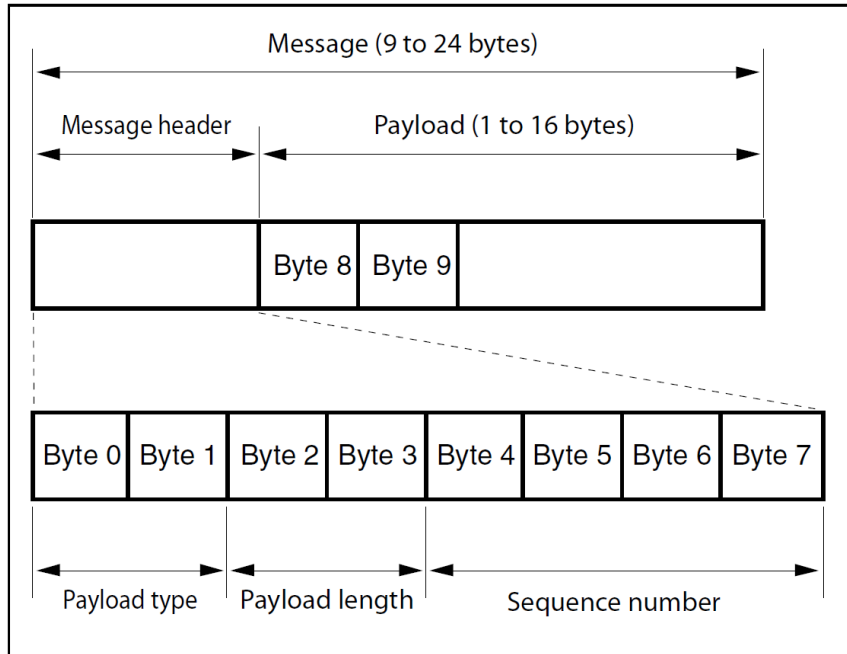 Message (9 to 24 bytes)
Message header Payload (1 to 16 bytes)
Byte 8 Byte 9
Byte 0 Byte 1 Byte 2 Byte 3 Byte 4 Byte 5 Byte 6 Byte 7
Payload type Payload length Sequence number